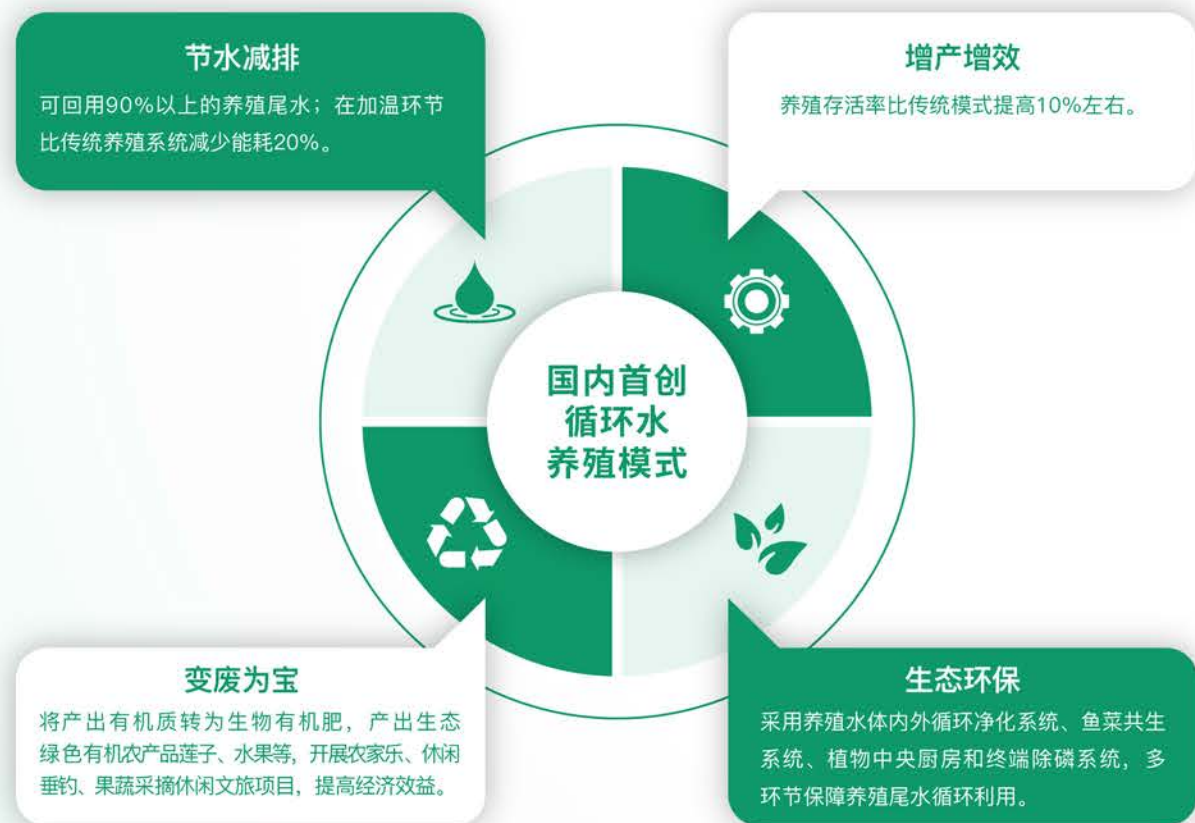 节水减排
可回用90%以上的养殖尾水；在加温环节
比传统养殖系统减少能耗20%。
增产增效
养殖存活率比传统模式提高10%左右。
国内首创
循环水
养殖模式
变废为宝
将产出有机质转为生物有机肥，产出生态
绿色有机农产品莲子、水果等，开展农家乐、休闲
垂钓、果蔬采摘休闲文旅项目，提高经济效益。
生态环保
采用养殖水体内外循环净化系统、鱼菜共生
系统、植物中央厨房和终端除磷系统，多
环节保障养殖尾水循环利用。